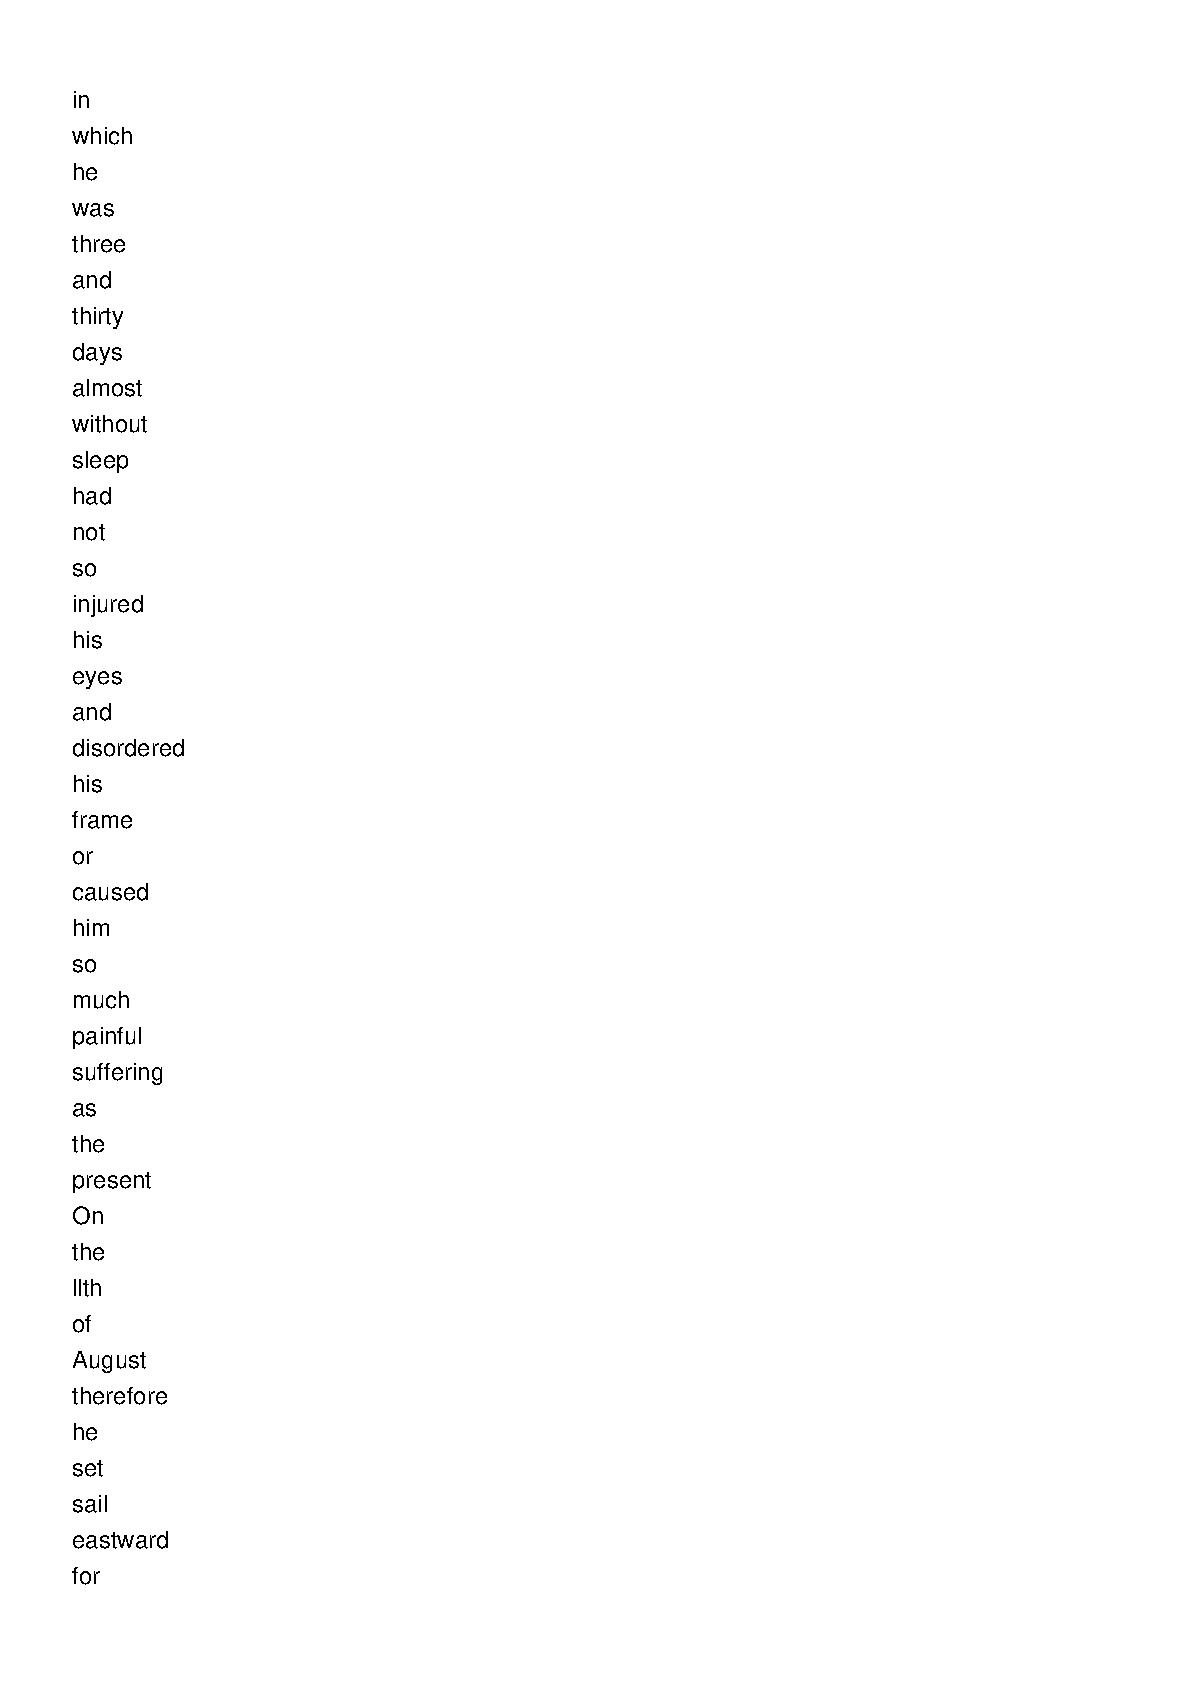 in
which
he
was
three
and
thirty
days
almost
without
sleep
had
not
so
injured
his
eyes
and
disordered
his
frame
or
caused
him
so
much
painful
suffering
as
the
present
On
the
llth
of
August
therefore
he
set
sail
eastward
for